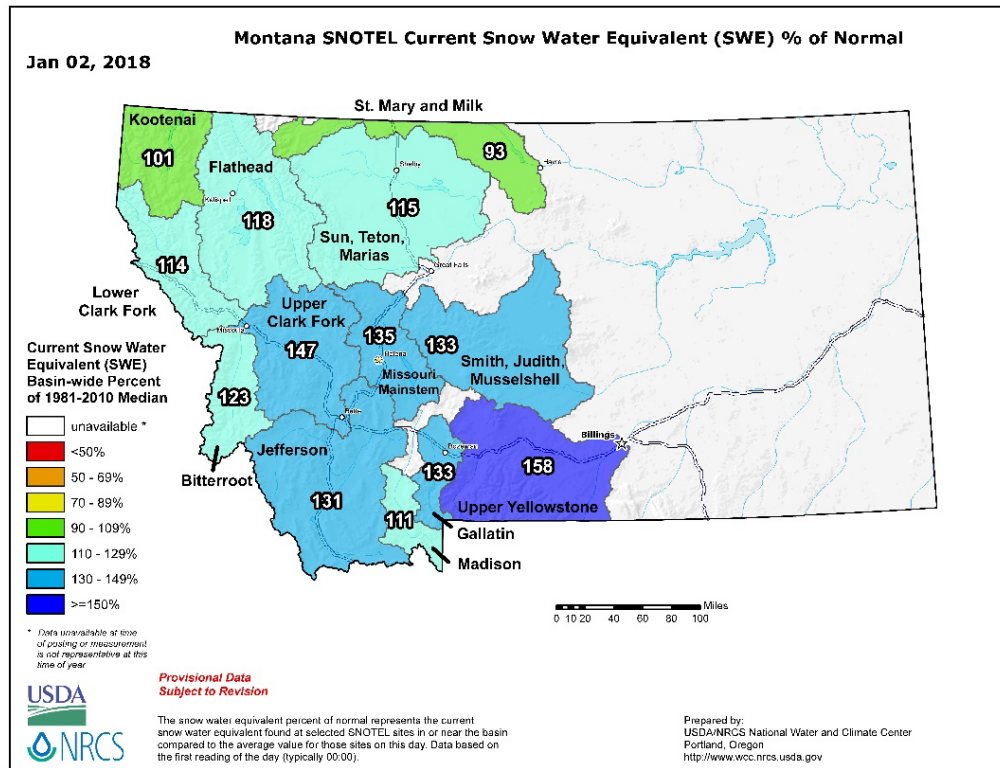 Montana SNOTEL Current Snow Water Equivalent (SWE) % of Normal
Jan 02, 2018
St. Mary and Milk
Kootenai
101
93
Havre
Flathead
Shelby
Kalispell
118
115
Sun, Teton,
Marias
114
Great Falls
Lower
Clark Fork
Upper
Clark Fork
Missoula
147
135
Helena
Missouri
Mainstem
133
Smith, Judith,
Musselshell
Current Snow Water
Equivalent (SWE)
Basin-wide Percent
of 1981-2010 Median
unavailable *
<50%
50 - 69%
70 - 89%
90 - 109%
110 - 129%
130 - 149%
>=150%
123
Bitterroot
Butte
Jefferson
131
Bozeman
133
111
Gallatin
Madison
Billings
158
Upper Yellowstone
Miles
0 10 20 40 60 80 100
* Data unavailable at time
of posting or measurement
is not representative at this
time of year
Provisional Data
Subject to Revision
USDA
NRCS
The snow water equivalent percent of normal represents the current
snow water equivalent found at selected SNOTEL sites in or near the basin
compared to the average value for those sites on this day. Data based on
the first reading of the day (typically 00:00).
Prepared by:
USDA/NRCS National Water and Climate Center
Portland, Oregon
http://www.wcc.nrcs.usda.gov